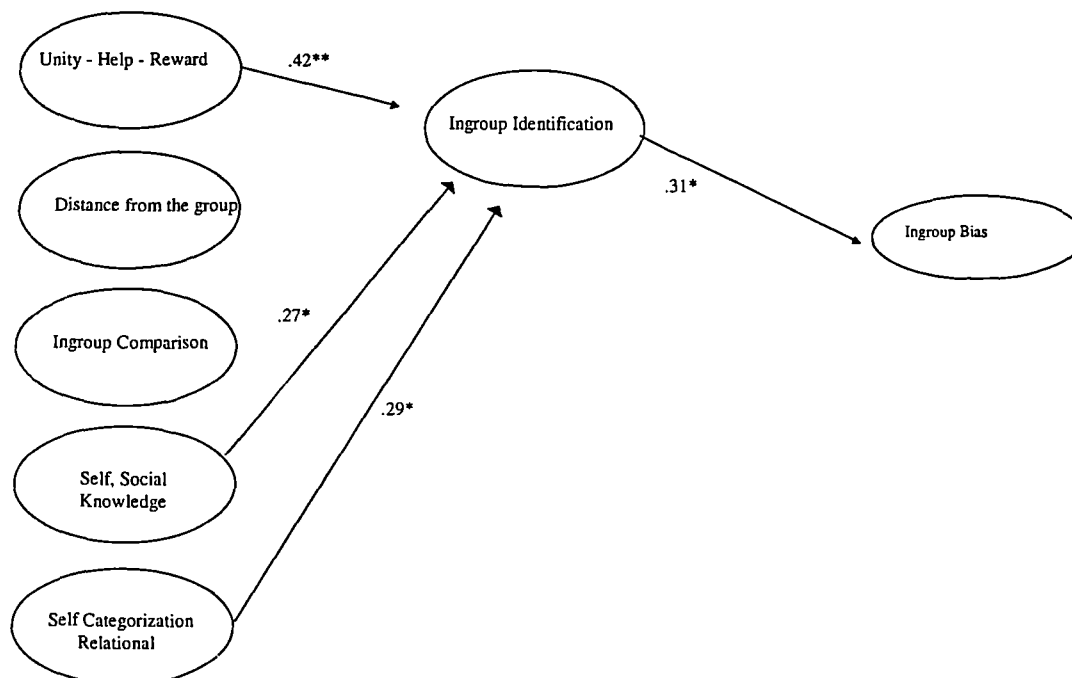 Unity - Help - Reward
.42**
Ingroup Identification
Distance from the group
.31*
Ingroup Bias
Ingroup Comparison
.27*
.29*
Self, Social
Knowledge
Self Categorization
Relational